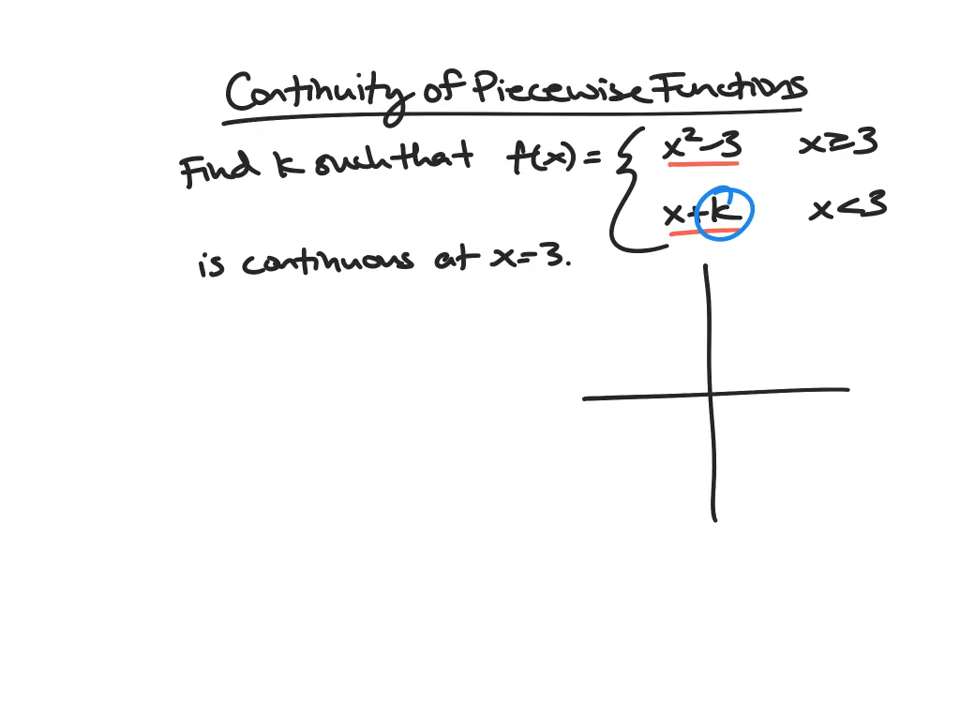 Continuity of Piecewise Functions
Find k such that f(x) = { x²-3 x≥3
x+k x<3
is continuous at x=3.